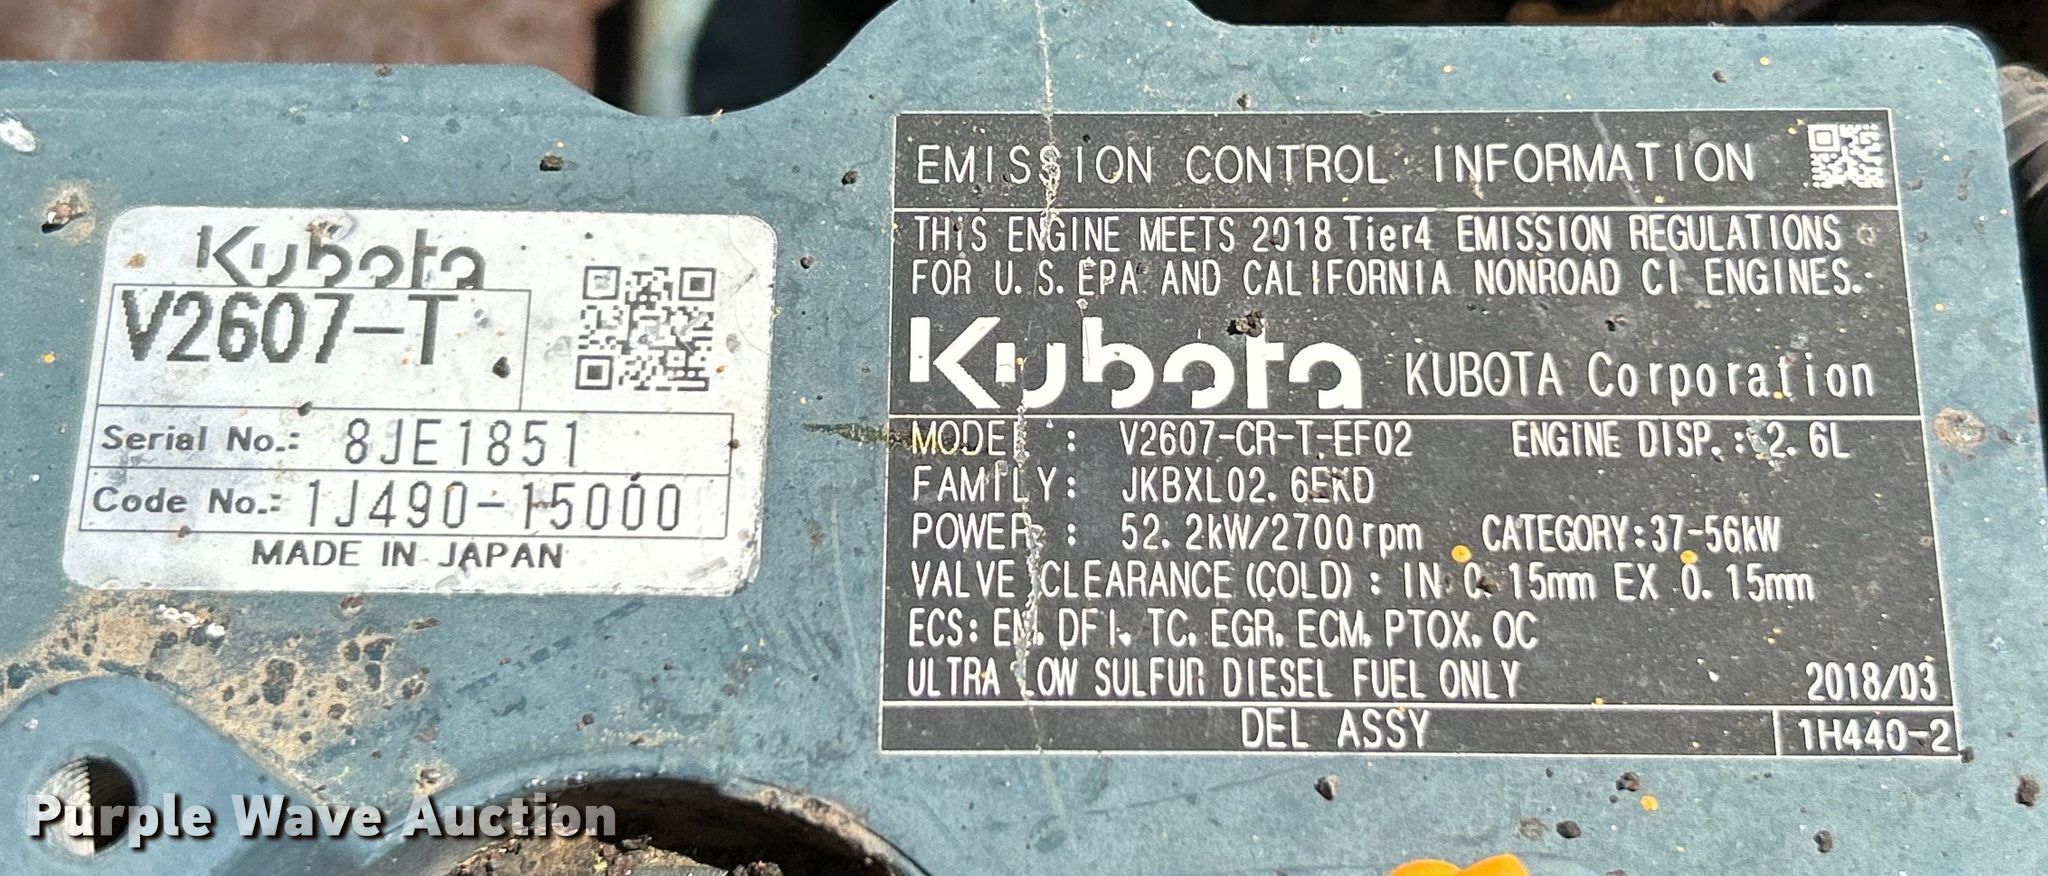 Kubota
V2607-T
Serial No.: 8JE1851
Code No.: 1J490-15000
MADE IN JAPAN
EMISSION CONTROL INFORMATION
THIS ENGINE MEETS 2018 Tier4 EMISSION REGULATIONS
FOR U.S. EPA AND CALIFORNIA NONROAD CI ENGINES.
Kubota KUBOTA Corporation
MODEL : V2607-CR-T-EF02 ENGINE DISP.: 2.6L
FAMILY: JKBXL02.6EKD
POWER : 52.2kW/2700rpm CATEGORY:37-56kW
VALVE CLEARANCE(COLD): IN 0.15mm EX 0.15mm
ECS: EM, DFI, TC, EGR, ECM, PTOX, OC
ULTRA LOW SULFUR DIESEL FUEL ONLY 2018/03
DEL ASSY 1H440-2
Purple Wave Auction